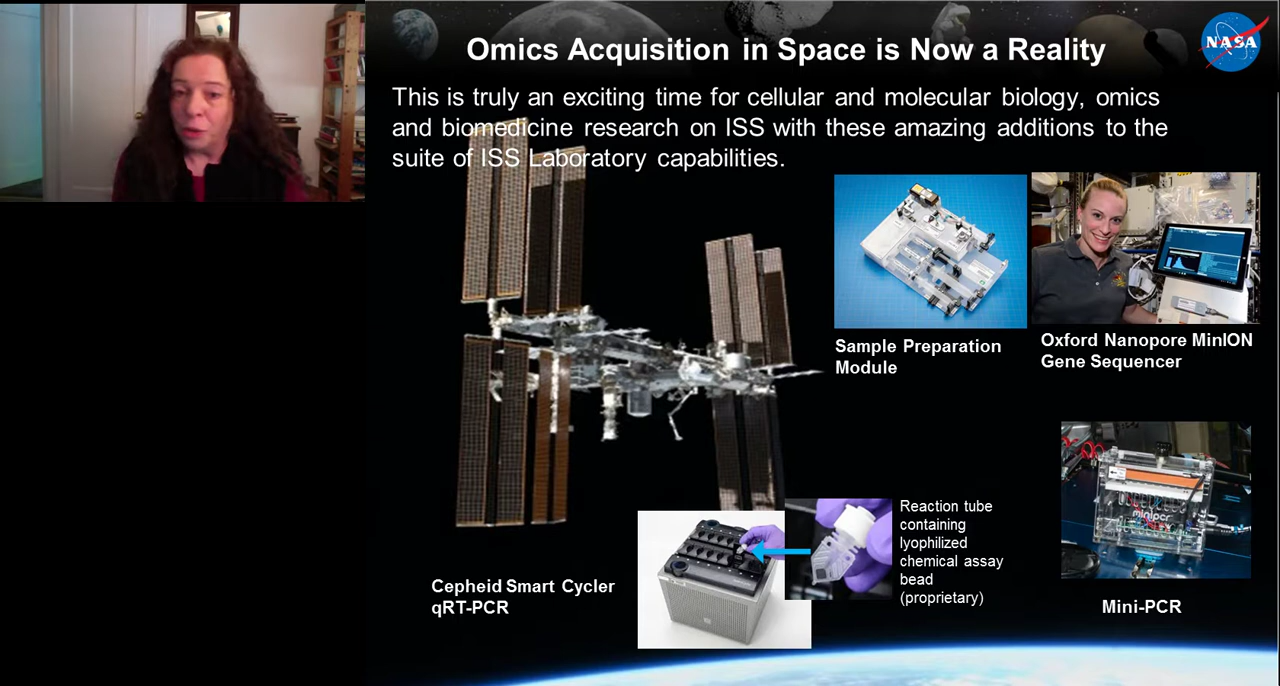 Omics Acquisition in Space is Now a Reality
NASA
This is truly an exciting time for cellular and molecular biology, omics
and biomedicine research on ISS with these amazing additions to the
suite of ISS Laboratory capabilities.
Sample Preparation
Module
Oxford Nanopore MinION
Gene Sequencer
Reaction tube
containing
lyophilized
chemical assay
bead
(proprietary)
Cepheid Smart Cycler
qRT-PCR
minipcr
Mini-PCR